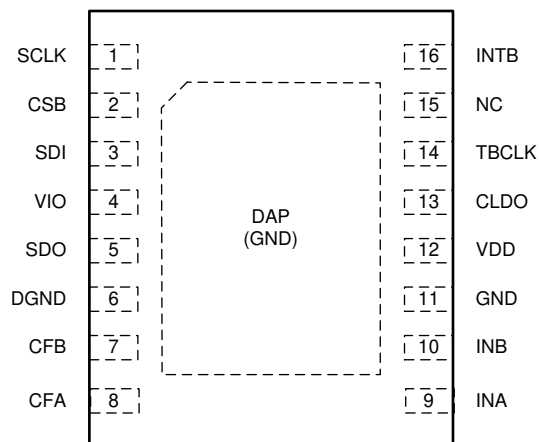 SCLK 1 16 INTB
CSB 2 15 NC
SDI 3 14 TBCLK
VIO 4 13 CLDO
DAP
(GND)
SDO 5 12 VDD
DGND 6 11 GND
CFB 7 10 INB
CFA 8 9 INA